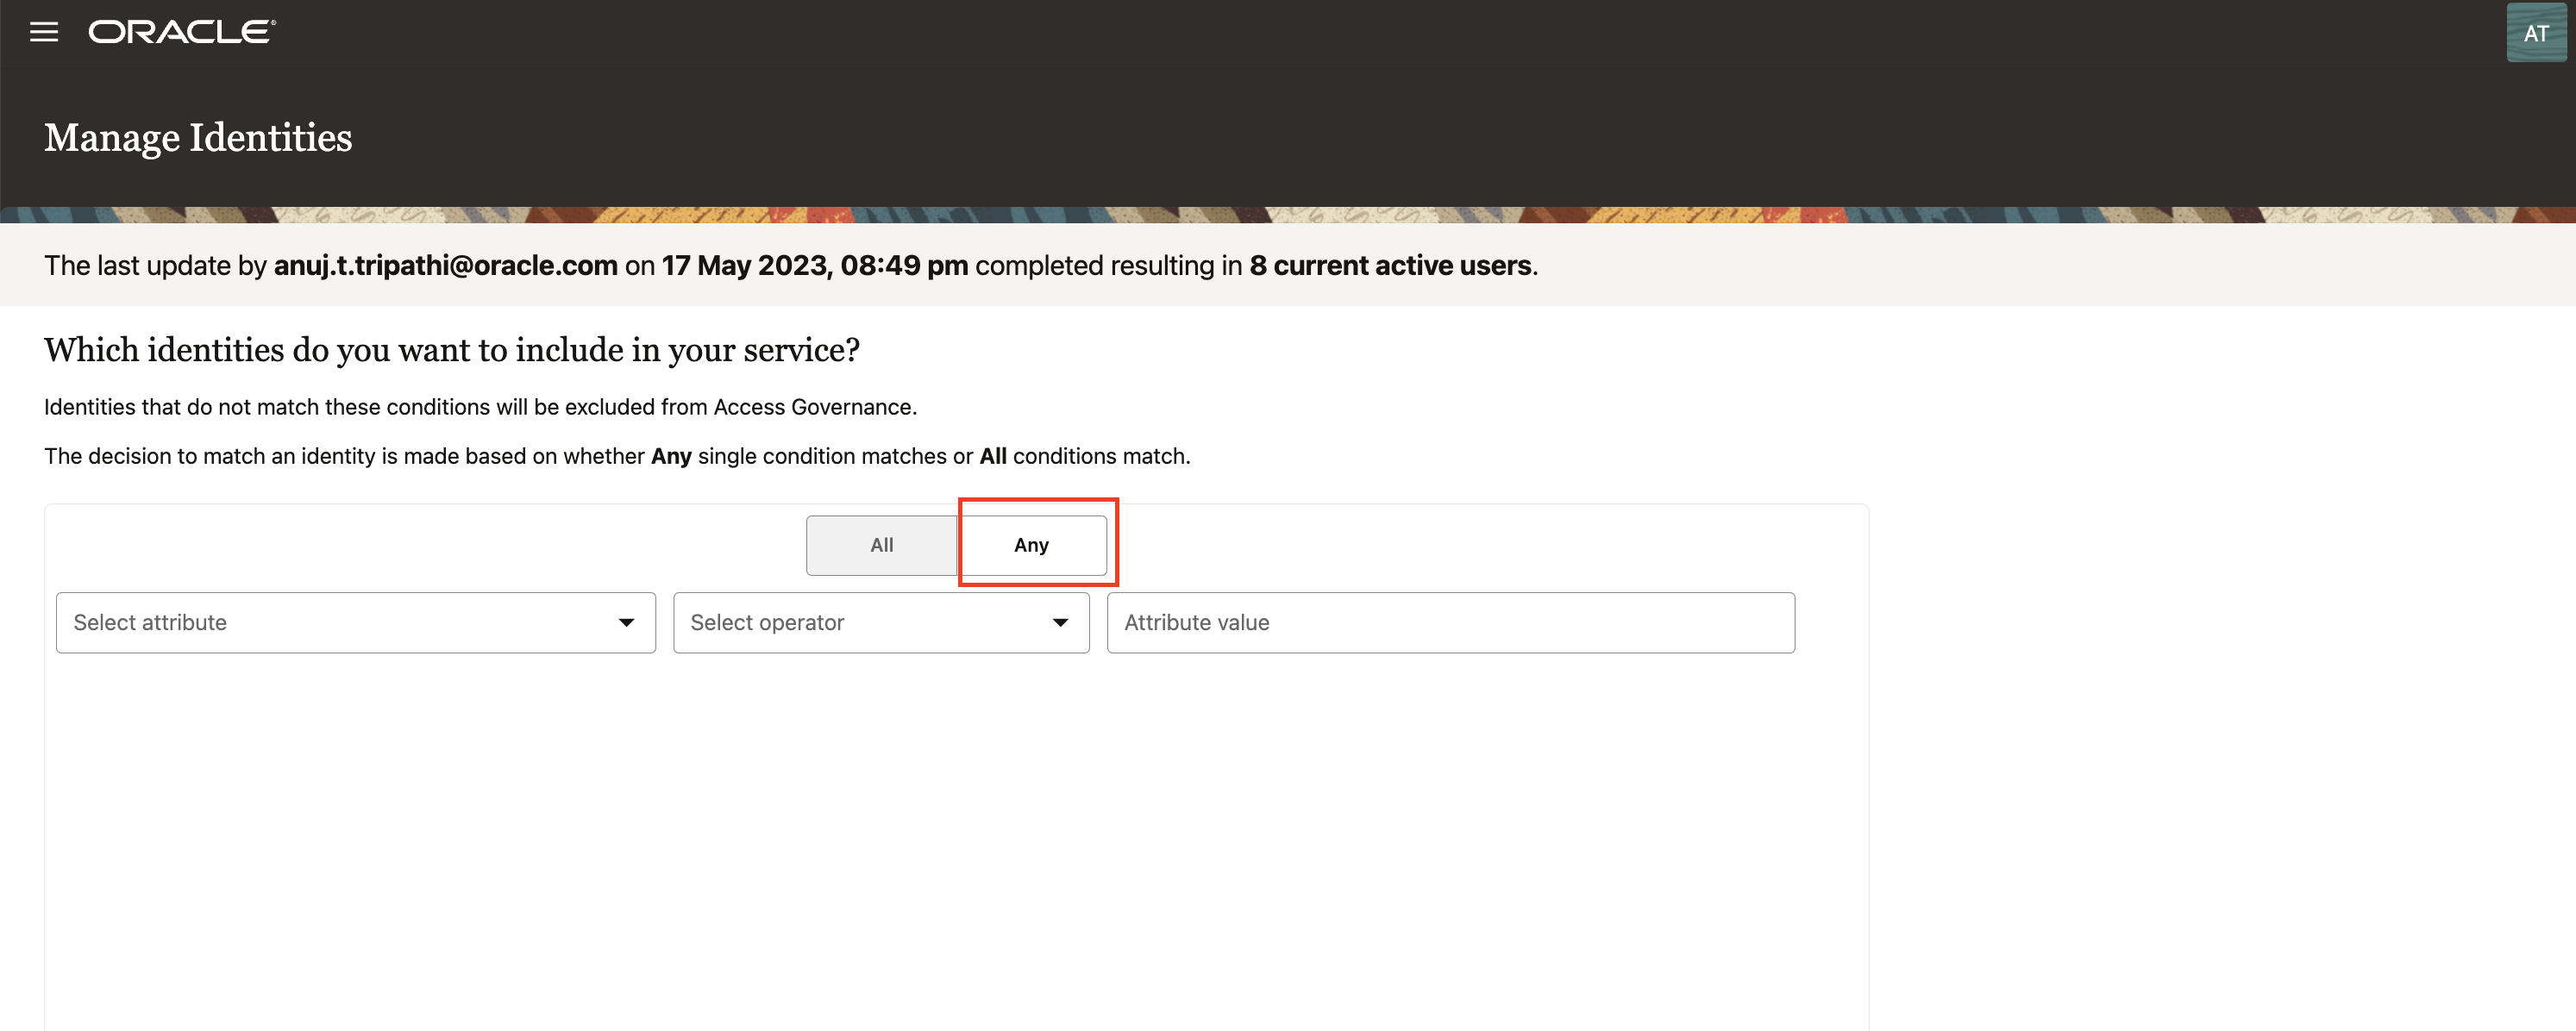 ORACLE®
AT
Manage Identities
The last update by anuj.t.tripathi@oracle.com on 17 May 2023, 08:49 pm completed resulting in 8 current active users.
Which identities do you want to include in your service?
Identities that do not match these conditions will be excluded from Access Governance.
The decision to match an identity is made based on whether Any single condition matches or All conditions match.
All Any
Select attribute Select operator Attribute value